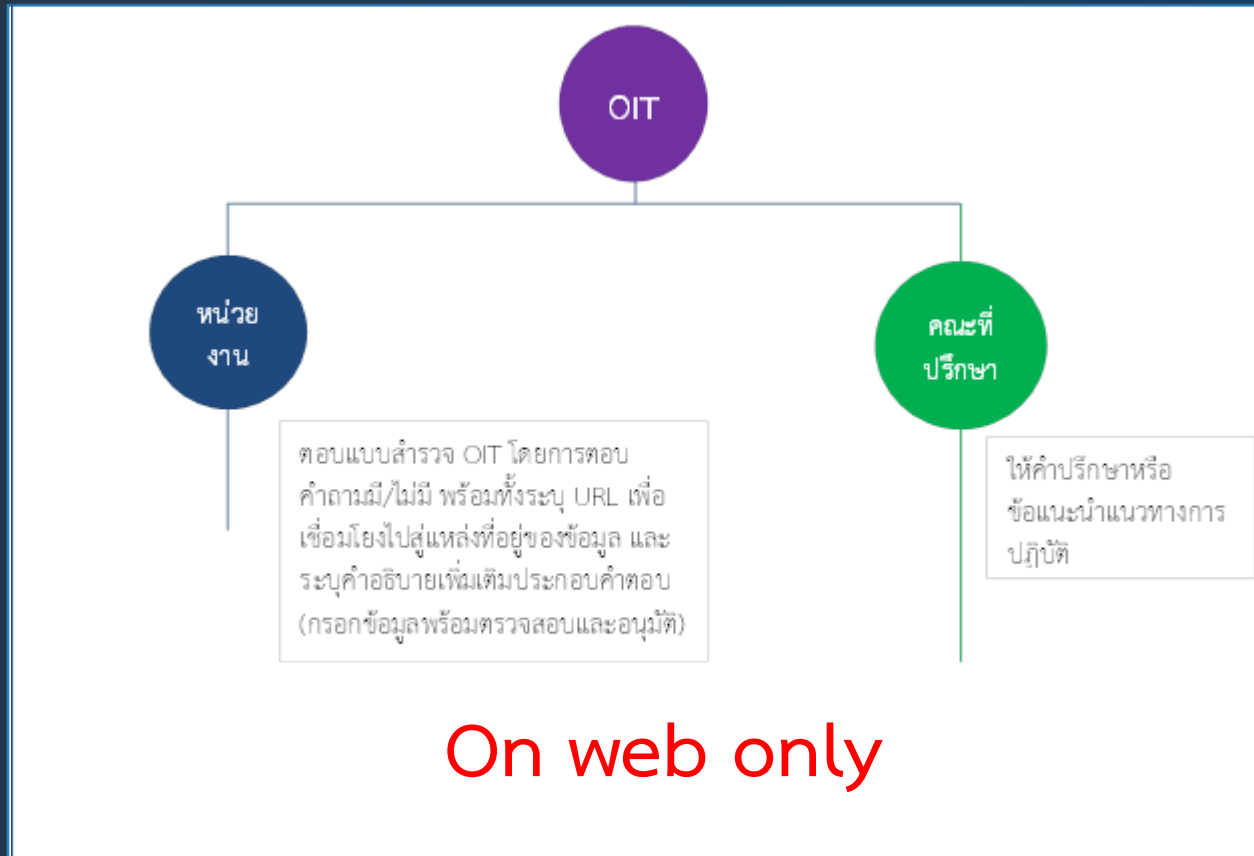 OIT
หน่วย
งาน
คณะที่
ปรึกษา
ตอบแบบสำรวจ OIT โดยการตอบ
คำถามมี/ไม่มี พร้อมทั้งระบุ URL เพื่อ
เชื่อมโยงไปสู่แหล่งที่อยู่ของข้อมูล และ
ระบุคำอธิบายเพิ่มเติมประกอบคำตอบ
(กรอกข้อมูลพร้อมตรวจสอบและอนุมัติ)
ให้คำปรึกษาหรือ
ข้อแนะนำแนวทางการ
ปฏิบัติ
On web only